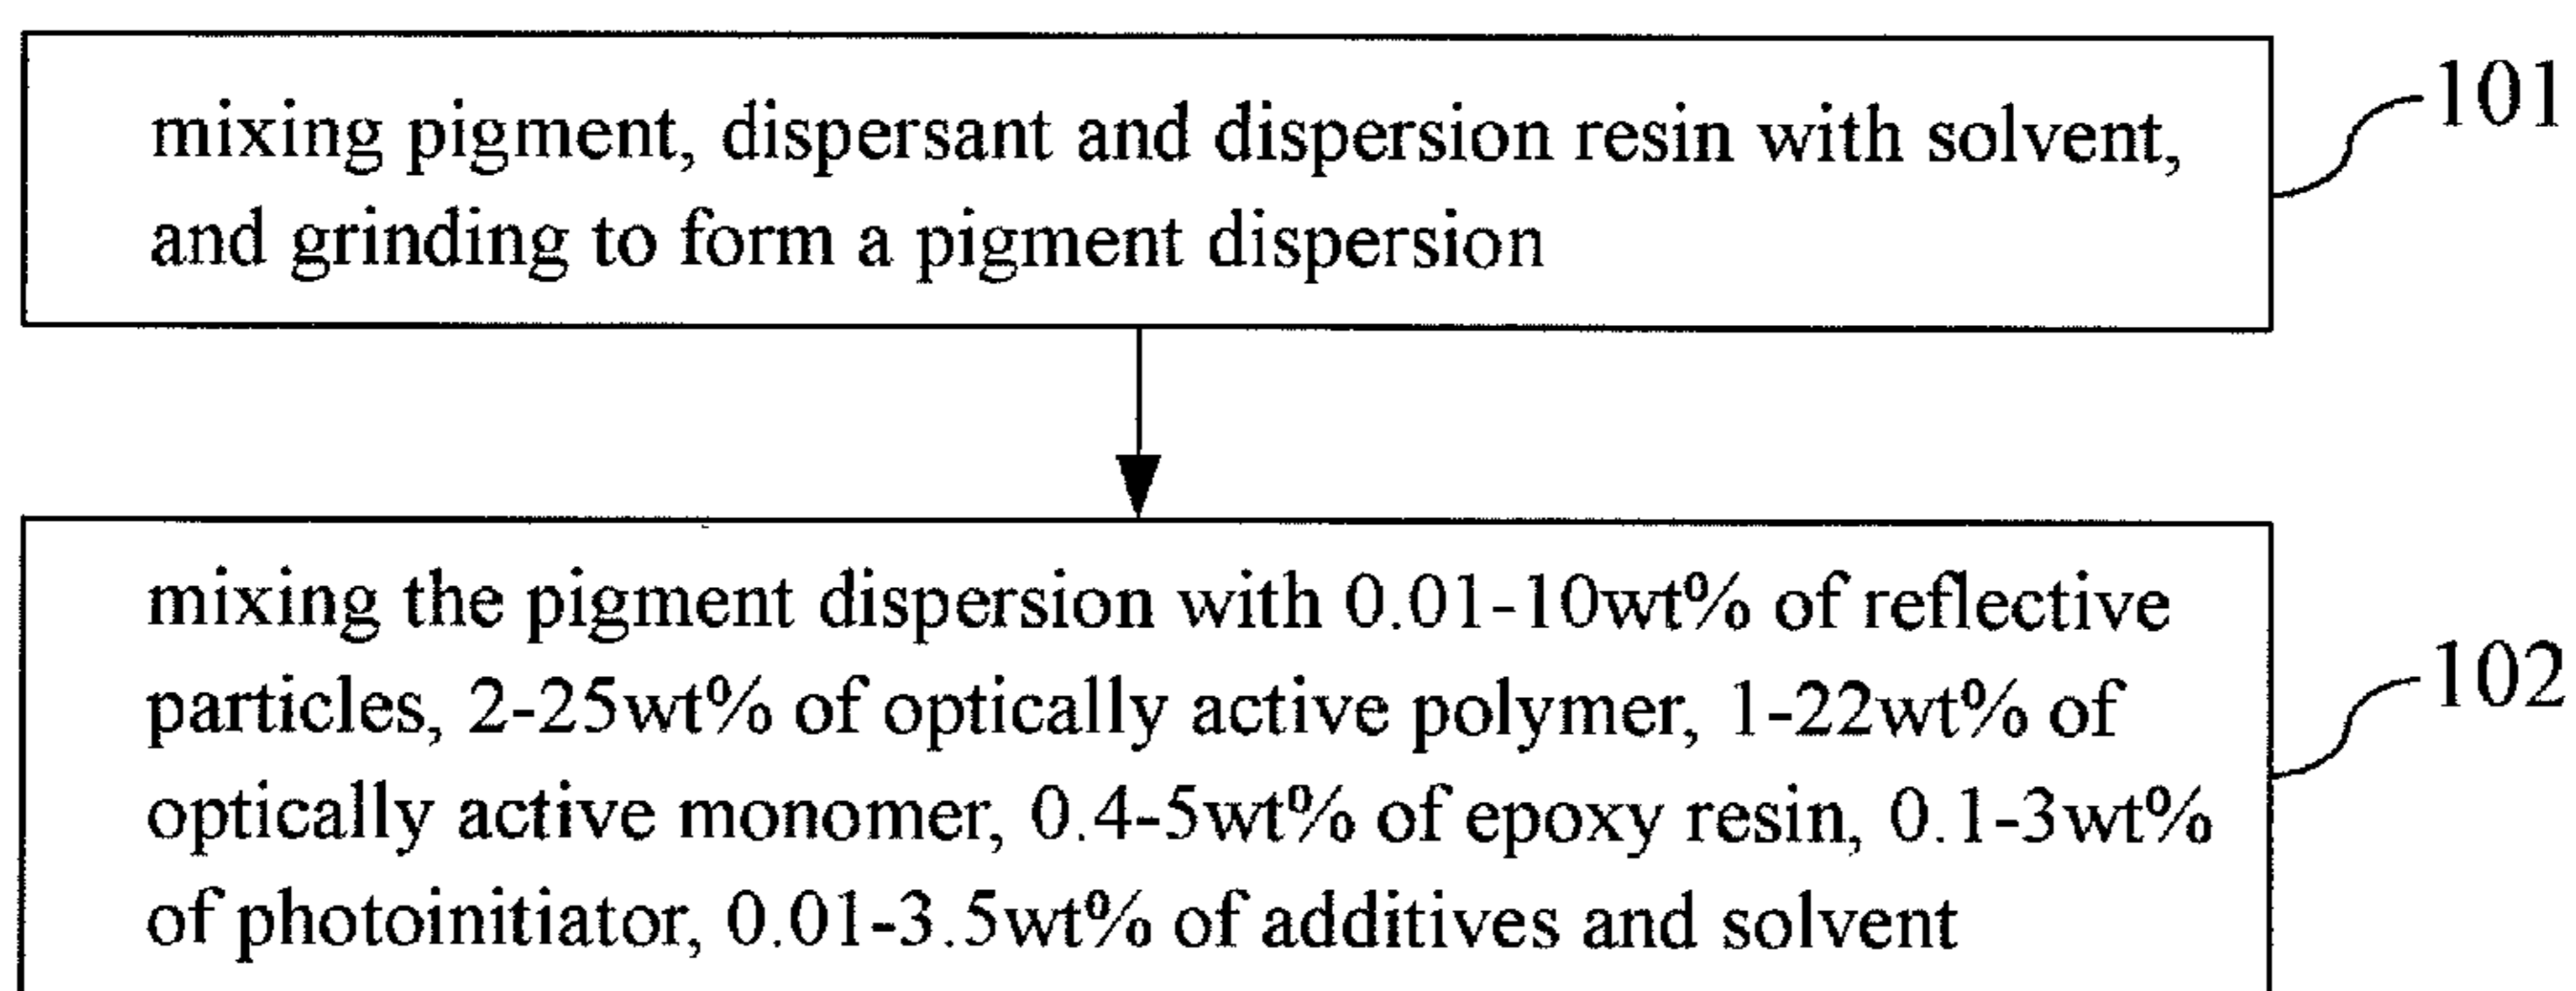 mixing pigment, dispersant and dispersion resin with solvent,
and grinding to form a pigment dispersion
101
mixing the pigment dispersion with 0.01-10wt% of reflective
particles, 2-25wt% of optically active polymer, 1-22wt% of
optically active monomer, 0.4-5wt% of epoxy resin, 0.1-3wt%
of photoinitiator, 0.01-3.5wt% of additives and solvent
102